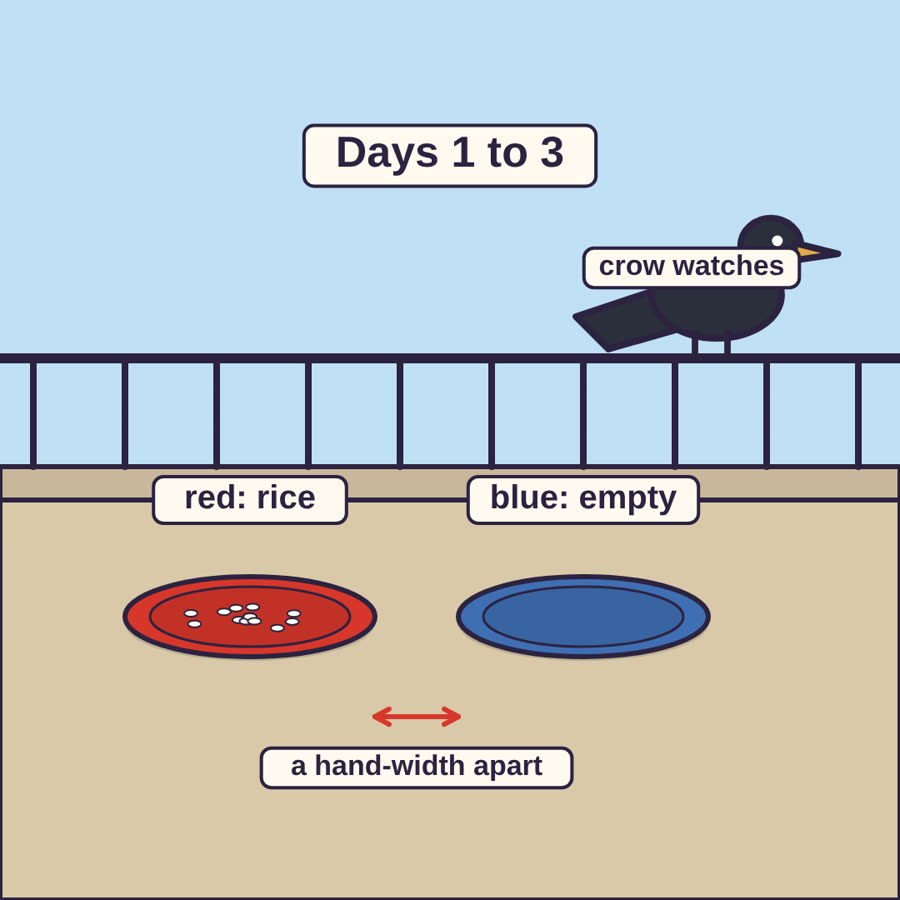 Days 1 to 3
crow watches
red: rice
blue: empty
a hand-width apart